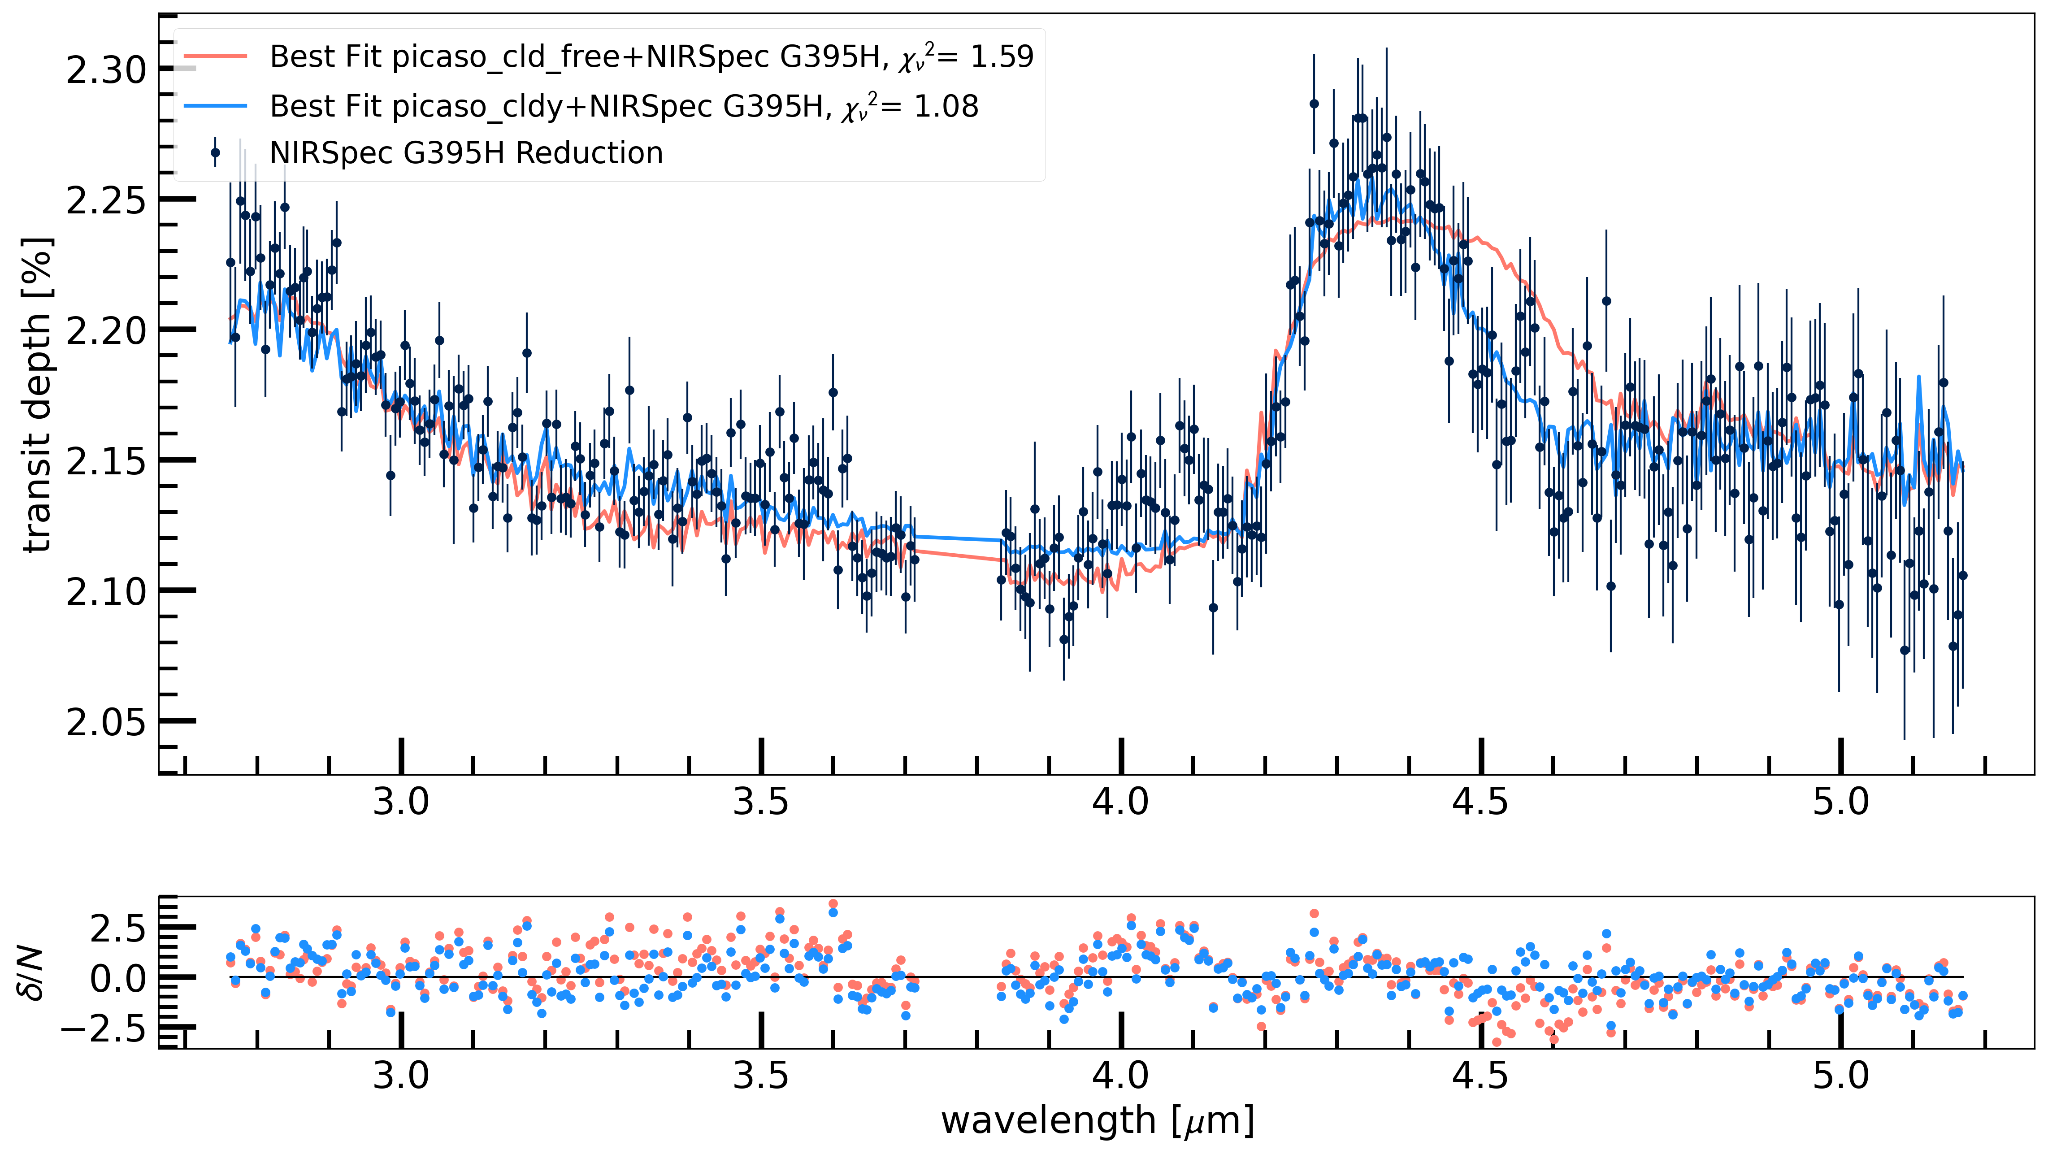 Best Fit picaso_cld_free+NIRSpec G395H, χᵥ²= 1.59
Best Fit picaso_cldy+NIRSpec G395H, χᵥ²= 1.08
NIRSpec G395H Reduction
transit depth [%]
2.30
2.25
2.20
2.15
2.10
2.05
3.0 3.5 4.0 4.5 5.0
δ/N
2.5
0.0
−2.5
3.0 3.5 4.0 4.5 5.0
wavelength [μm]